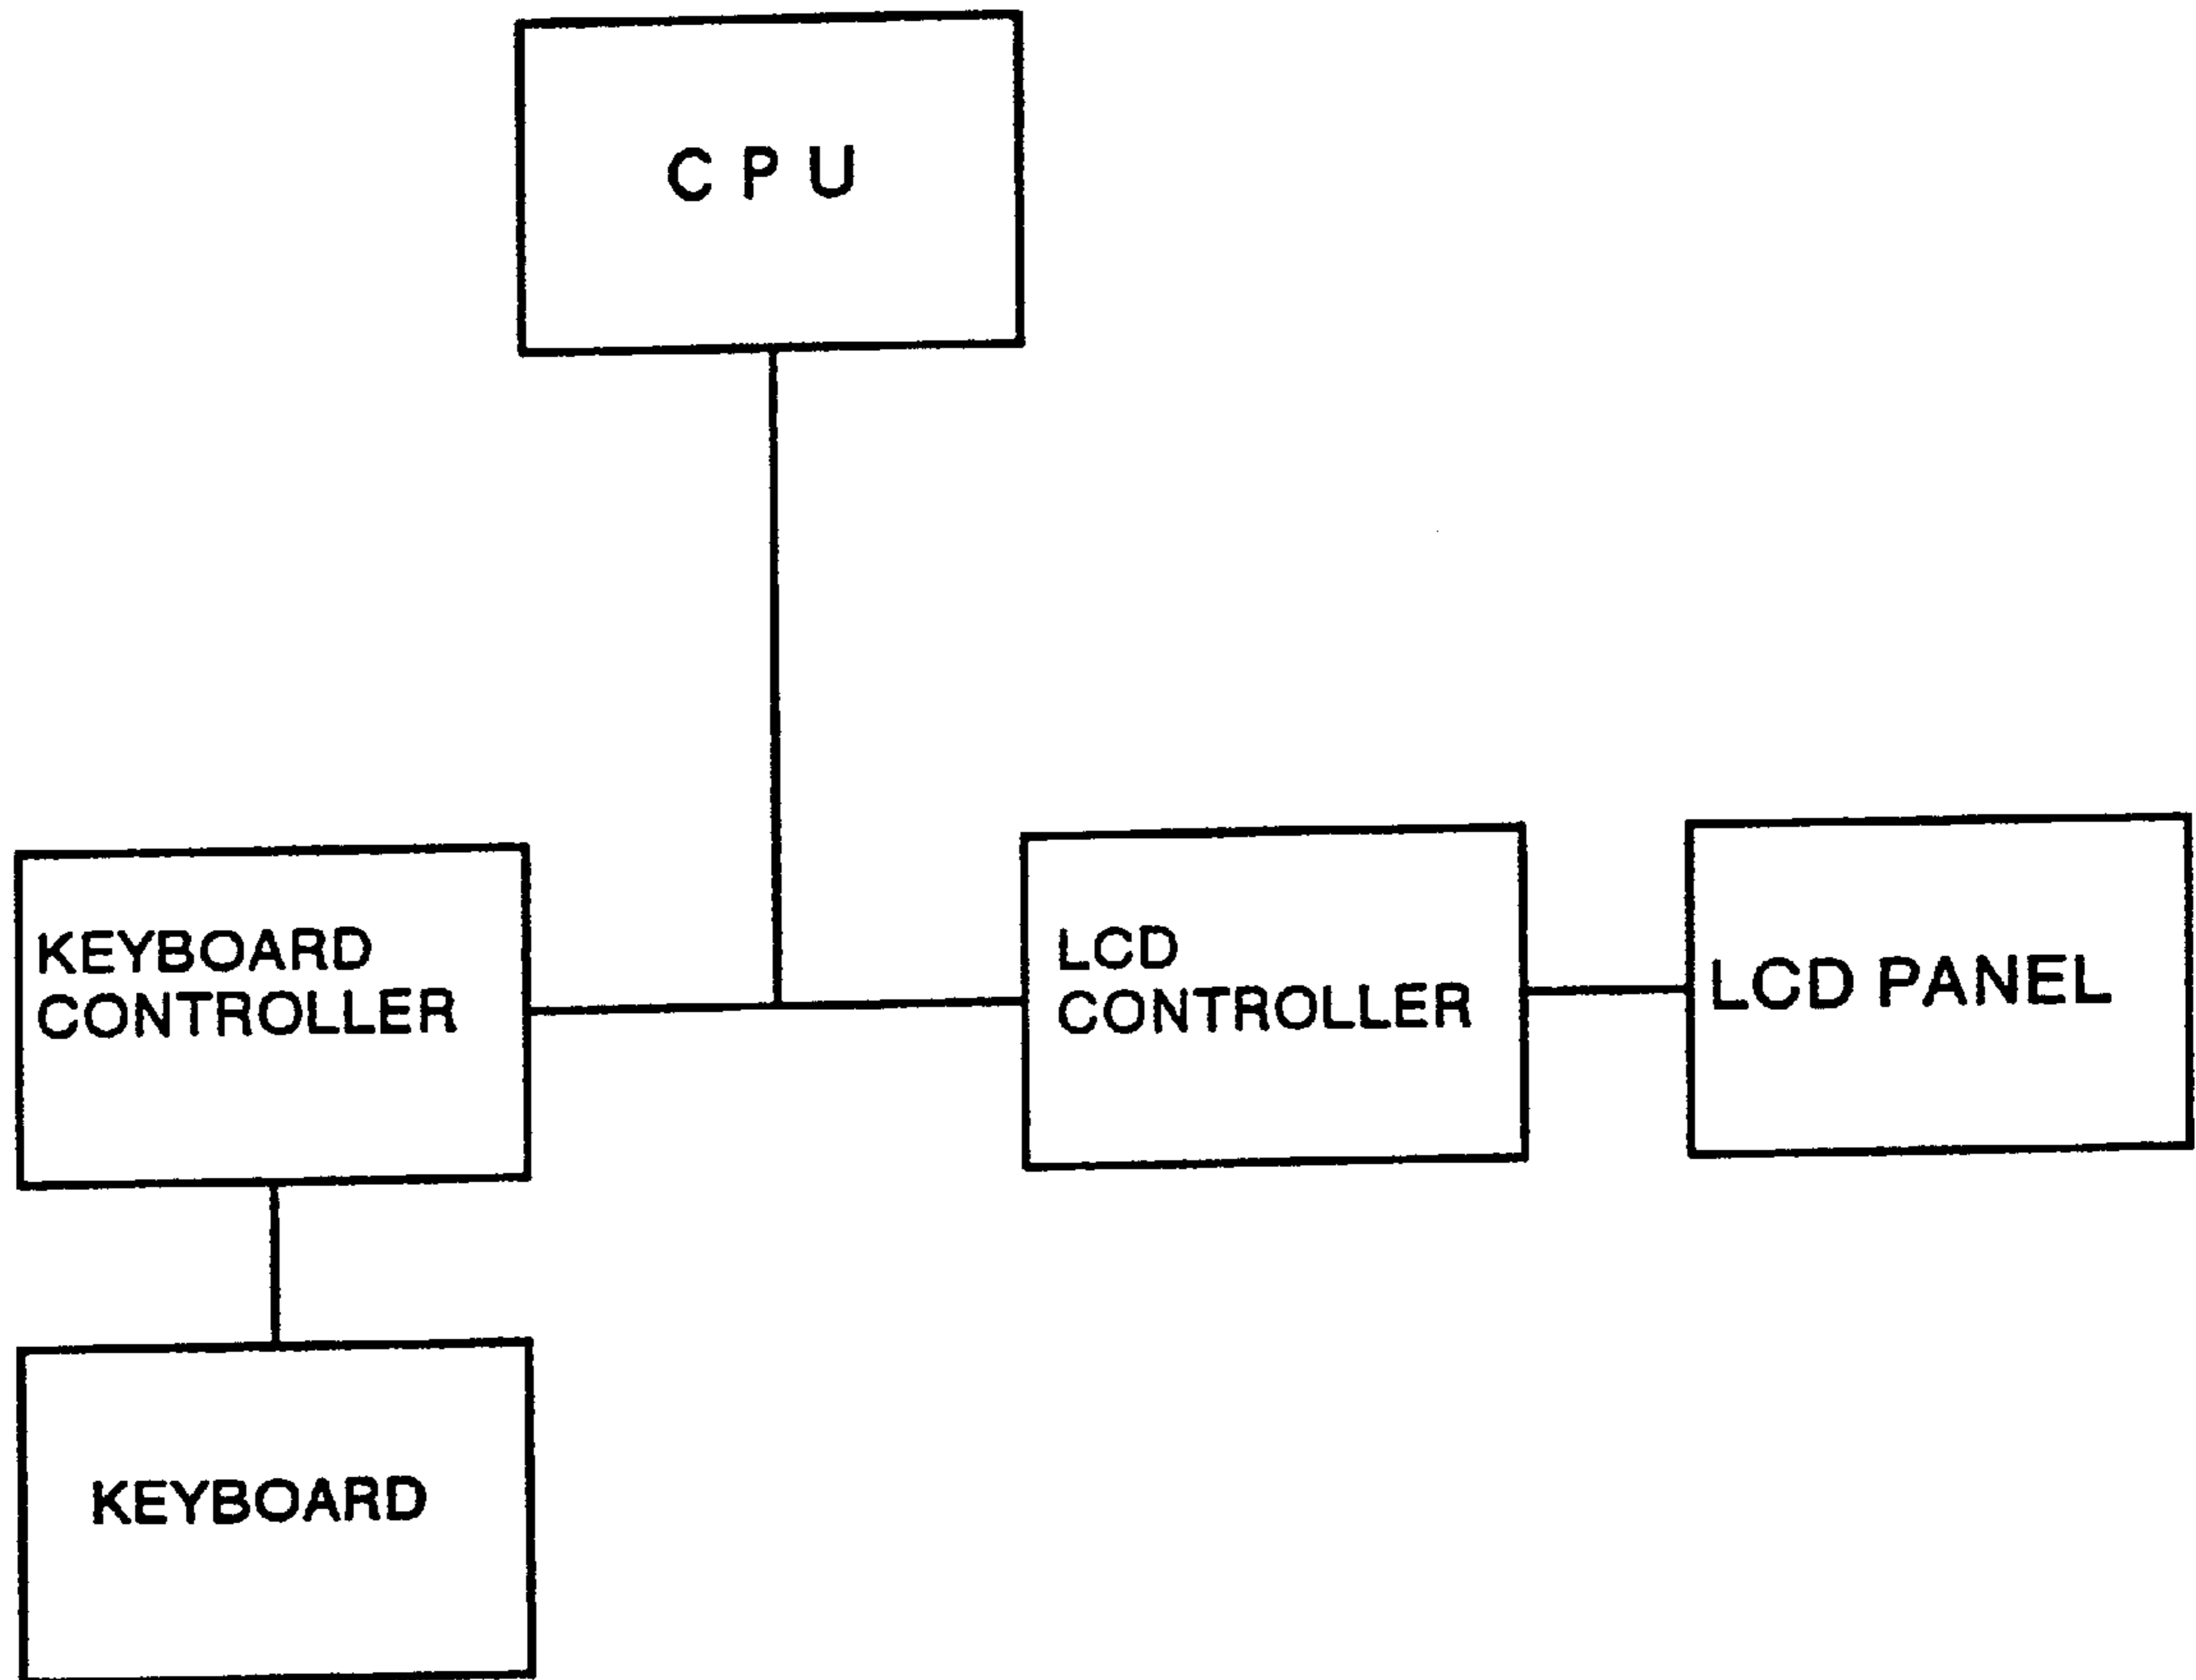 C P U
KEYBOARD
CONTROLLER
LCD
CONTROLLER
LCD PANEL
KEYBOARD